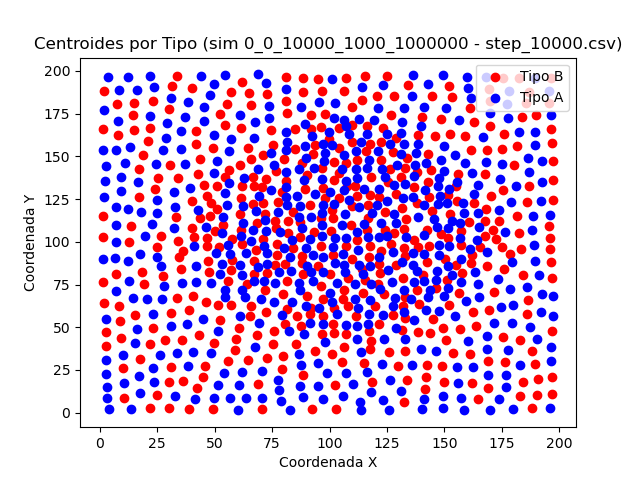 Centroides por Tipo (sim 0_0_10000_1000_1000000 - step_10000.csv)
Tipo B
Tipo A
Coordenada Y
200
175
150
125
100
75
50
25
0
0 25 50 75 100 125 150 175 200
Coordenada X